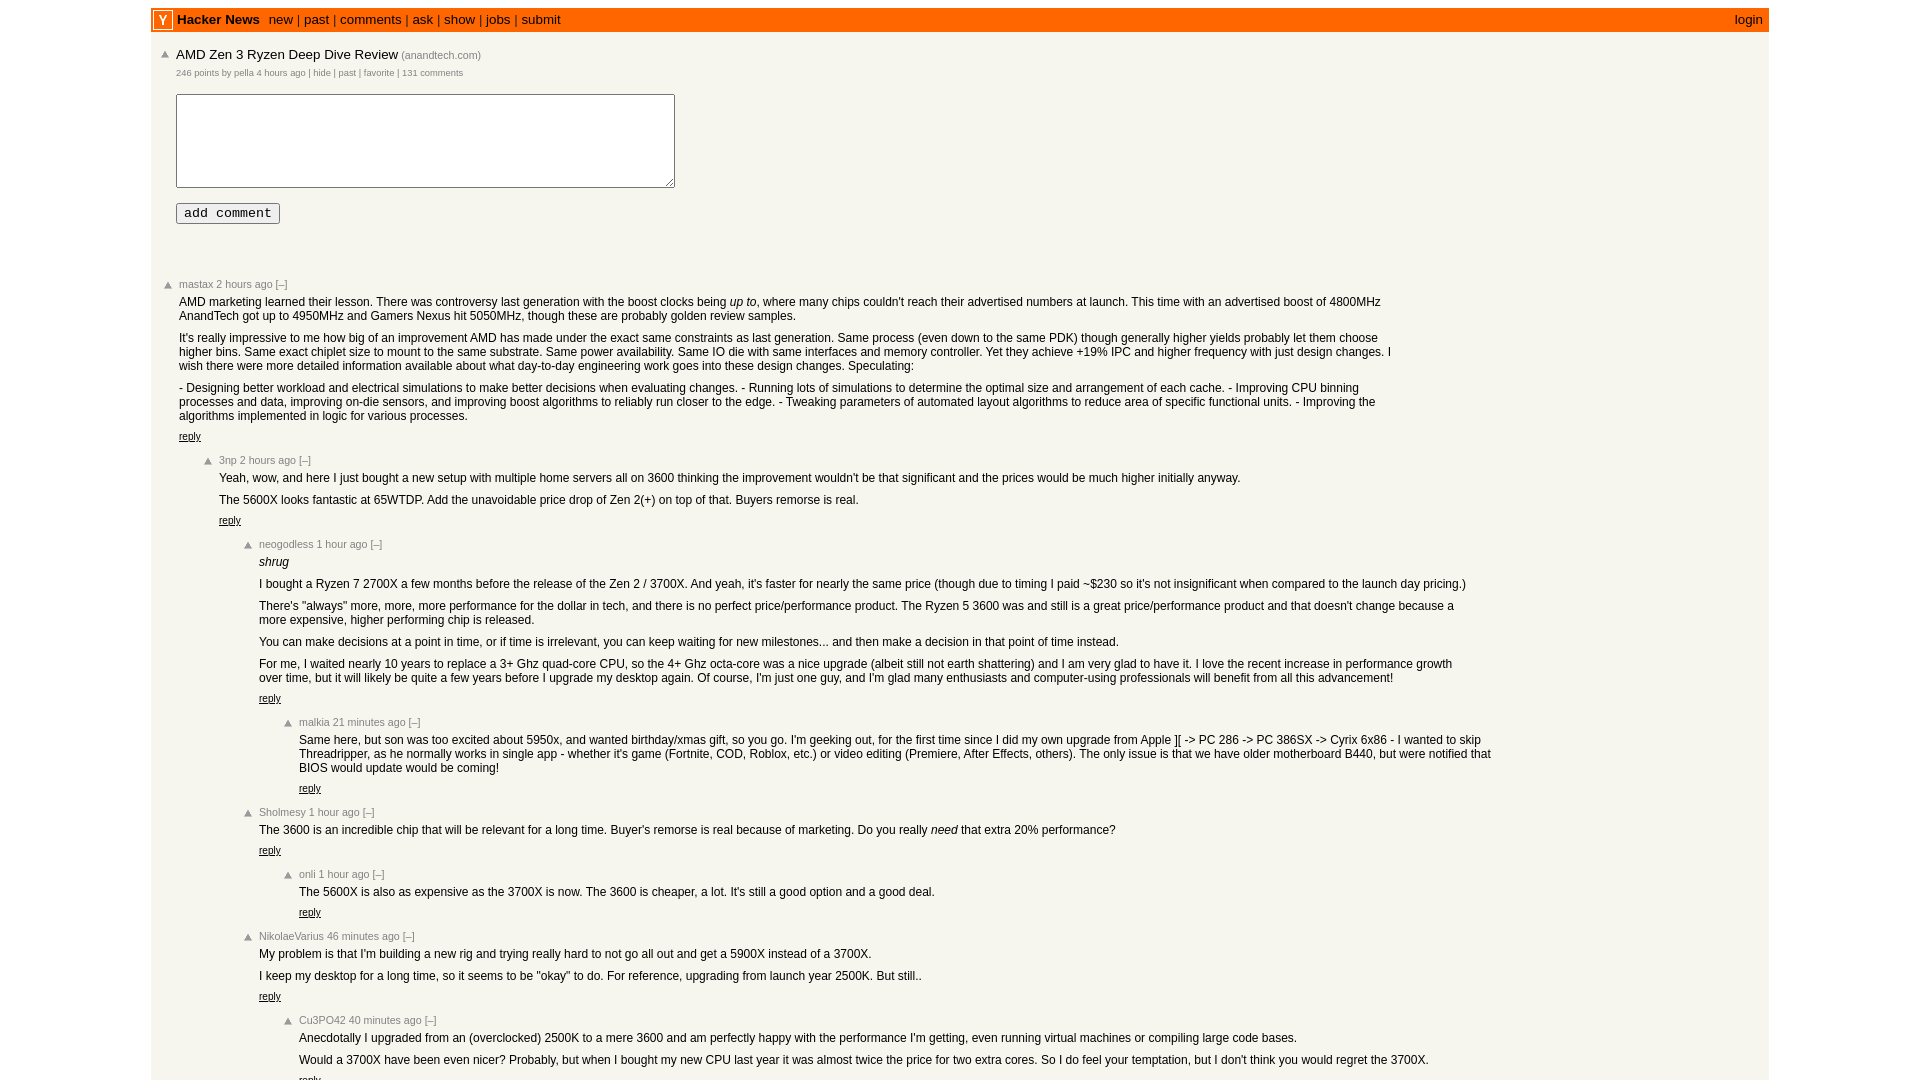 Y Hacker News new | past | comments | ask | show | jobs | submit login
AMD Zen 3 Ryzen Deep Dive Review (anandtech.com)
246 points by pella 4 hours ago | hide | past | favorite | 131 comments
add comment
mastax 2 hours ago [–]
AMD marketing learned their lesson. There was controversy last generation with the boost clocks being up to, where many chips couldn't reach their advertised numbers at launch. This time with an advertised boost of 4800MHz
AnandTech got up to 4950MHz and Gamers Nexus hit 5050MHz, though these are probably golden review samples.
It's really impressive to me how big of an improvement AMD has made under the exact same constraints as last generation. Same process (even down to the same PDK) though generally higher yields probably let them choose
higher bins. Same exact chiplet size to mount to the same substrate. Same power availability. Same IO die with same interfaces and memory controller. Yet they achieve +19% IPC and higher frequency with just design changes. I
wish there were more detailed information available about what day-to-day engineering work goes into these design changes. Speculating:
- Designing better workload and electrical simulations to make better decisions when evaluating changes. - Running lots of simulations to determine the optimal size and arrangement of each cache. - Improving CPU binning
processes and data, improving on-die sensors, and improving boost algorithms to reliably run closer to the edge. - Tweaking parameters of automated layout algorithms to reduce area of specific functional units. - Improving the
algorithms implemented in logic for various processes.
reply
3np 2 hours ago [–]
Yeah, wow, and here I just bought a new setup with multiple home servers all on 3600 thinking the improvement wouldn't be that significant and the prices would be much higher initially anyway.
The 5600X looks fantastic at 65WTDP. Add the unavoidable price drop of Zen 2(+) on top of that. Buyers remorse is real.
reply
neogodless 1 hour ago [–]
shrug
I bought a Ryzen 7 2700X a few months before the release of the Zen 2 / 3700X. And yeah, it's faster for nearly the same price (though due to timing I paid ~$230 so it's not insignificant when compared to the launch day pricing.)
There's "always" more, more, more performance for the dollar in tech, and there is no perfect price/performance product. The Ryzen 5 3600 was and still is a great price/performance product and that doesn't change because a
more expensive, higher performing chip is released.
You can make decisions at a point in time, or if time is irrelevant, you can keep waiting for new milestones... and then make a decision in that point of time instead.
For me, I waited nearly 10 years to replace a 3+ Ghz quad-core CPU, so the 4+ Ghz octa-core was a nice upgrade (albeit still not earth shattering) and I am very glad to have it. I love the recent increase in performance growth
over time, but it will likely be quite a few years before I upgrade my desktop again. Of course, I'm just one guy, and I'm glad many enthusiasts and computer-using professionals will benefit from all this advancement!
reply
malkia 21 minutes ago [–]
Same here, but son was too excited about 5950x, and wanted birthday/xmas gift, so you go. I'm geeking out, for the first time since I did my own upgrade from Apple ][ -> PC 286 -> PC 386SX -> Cyrix 6x86 - I wanted to skip
Threadripper, as he normally works in single app - whether it's game (Fortnite, COD, Roblox, etc.) or video editing (Premiere, After Effects, others). The only issue is that we have older motherboard B440, but were notified that
BIOS would update would be coming!
reply
Sholmesy 1 hour ago [–]
The 3600 is an incredible chip that will be relevant for a long time. Buyer's remorse is real because of marketing. Do you really need that extra 20% performance?
reply
onli 1 hour ago [–]
The 5600X is also as expensive as the 3700X is now. The 3600 is cheaper, a lot. It's still a good option and a good deal.
reply
NikolaeVarius 46 minutes ago [–]
My problem is that I'm building a new rig and trying really hard to not go all out and get a 5900X instead of a 3700X.
I keep my desktop for a long time, so it seems to be "okay" to do. For reference, upgrading from launch year 2500K. But still..
reply
Cu3PO42 40 minutes ago [–]
Anecdotally I upgraded from an (overclocked) 2500K to a mere 3600 and am perfectly happy with the performance I'm getting, even running virtual machines or compiling large code bases.
Would a 3700X have been even nicer? Probably, but when I bought my new CPU last year it was almost twice the price for two extra cores. So I do feel your temptation, but I don't think you would regret the 3700X.
reply